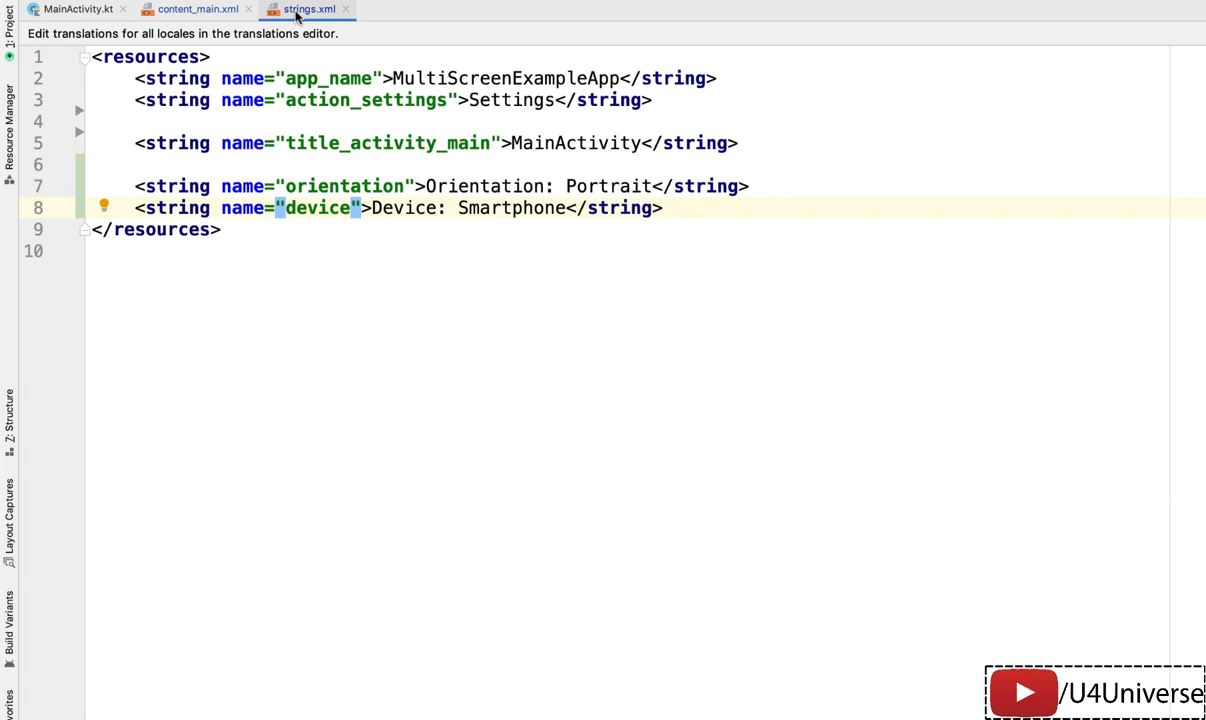 MainActivity.kt
content_main.xml
strings.xml
Edit translations for all locales in the translations editor.
1 <resources>
2 <string name="app_name">MultiScreenExampleApp</string>
3 <string name="action_settings">Settings</string>
4
5 <string name="title_activity_main">MainActivity</string>
6
7 <string name="orientation">Orientation: Portrait</string>
8 <string name="device">Device: Smartphone</string>
9 </resources>
10
1: Project
Resource Manager
Z: Structure
Layout Captures
Build Variants
/U4Universe